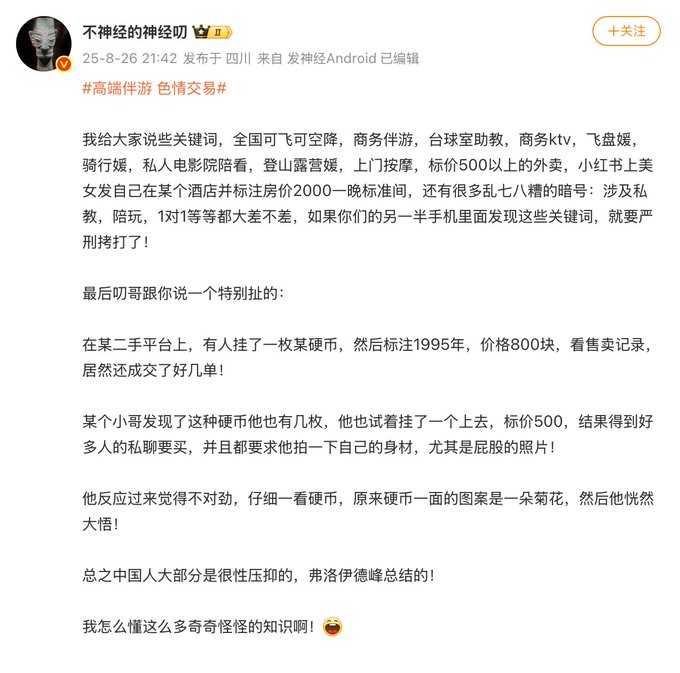 不神经的神经叨 II
＋关注
25-8-26 21:42 发布于 四川 来自 发神经Android 已编辑
#高端伴游 色情交易#
我给大家说些关键词，全国可飞可空降，商务伴游，台球室助教，商务ktv，飞盘媛，
骑行媛，私人电影院陪看，登山露营媛，上门按摩，标价500以上的外卖，小红书上美
女发自己在某个酒店并标注房价2000一晚标准间，还有很多乱七八糟的暗号：涉及私
教，陪玩，1对1等等都大差不差，如果你们的另一半手机里面发现这些关键词，就要严
刑拷打了！
最后叨哥跟你说一个特别扯的：
在某二手平台上，有人挂了一枚某硬币，然后标注1995年，价格800块，看售卖记录，
居然还成交了好几单！
某个小哥发现了这种硬币他也有几枚，他也试着挂了一个上去，标价500，结果得到好
多人的私聊要买，并且都要求他拍一下自己的身材，尤其是屁股的照片！
他反应过来觉得不对劲，仔细一看硬币，原来硬币一面的图案是一朵菊花，然后他恍然
大悟！
总之中国人大部分是很性压抑的，弗洛伊德峰总结的！
我怎么懂这么多奇奇怪怪的知识啊！